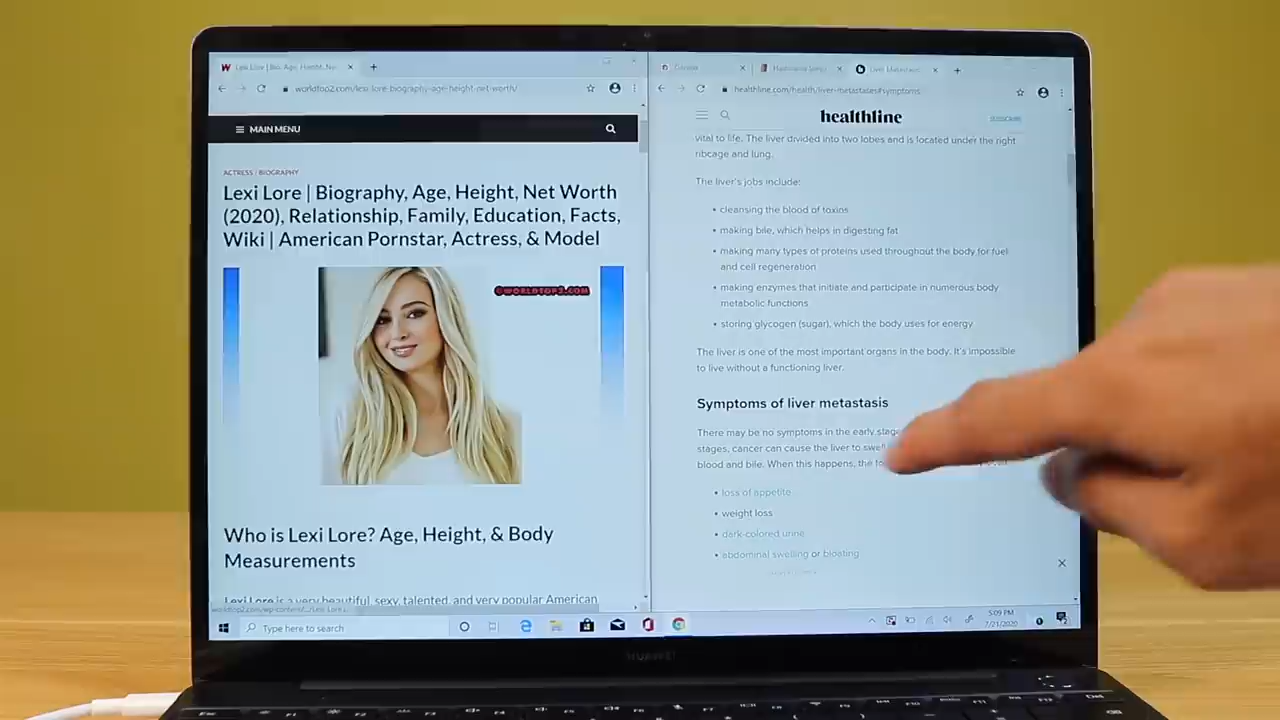 Lexi Lore | Bio, Age, Height, Net
worldtop2.com/lexi-lore-biography-age-height-net-worth/
MAIN MENU
ACTRESS / BIOGRAPHY
Lexi Lore | Biography, Age, Height, Net Worth
(2020), Relationship, Family, Education, Facts,
Wiki | American Pornstar, Actress, & Model
©WORLDTOP2.COM
Who is Lexi Lore? Age, Height, & Body
Measurements
Lexi Lore is a very beautiful, sexy, talented, and very popular American
Liver Metastasis
healthline.com/health/liver-metastases#symptoms
healthline
SUBSCRIBE
vital to life. The liver divided into two lobes and is located under the right
ribcage and lung.
The liver's jobs include:
• cleansing the blood of toxins
• making bile, which helps in digesting fat
• making many types of proteins used throughout the body for fuel
and cell regeneration
• making enzymes that initiate and participate in numerous body
metabolic functions
• storing glycogen (sugar), which the body uses for energy
The liver is one of the most important organs in the body. It's impossible
to live without a functioning liver.
Symptoms of liver metastasis
There may be no symptoms in the early
stages, cancer can cause the liver to
blood and bile. When this happens, the
• loss of appetite
• weight loss
• dark-colored urine
• abdominal swelling or bloating
Type here to search
5:09 PM
7/21/2020
HUAWEI
Esc F1 F2